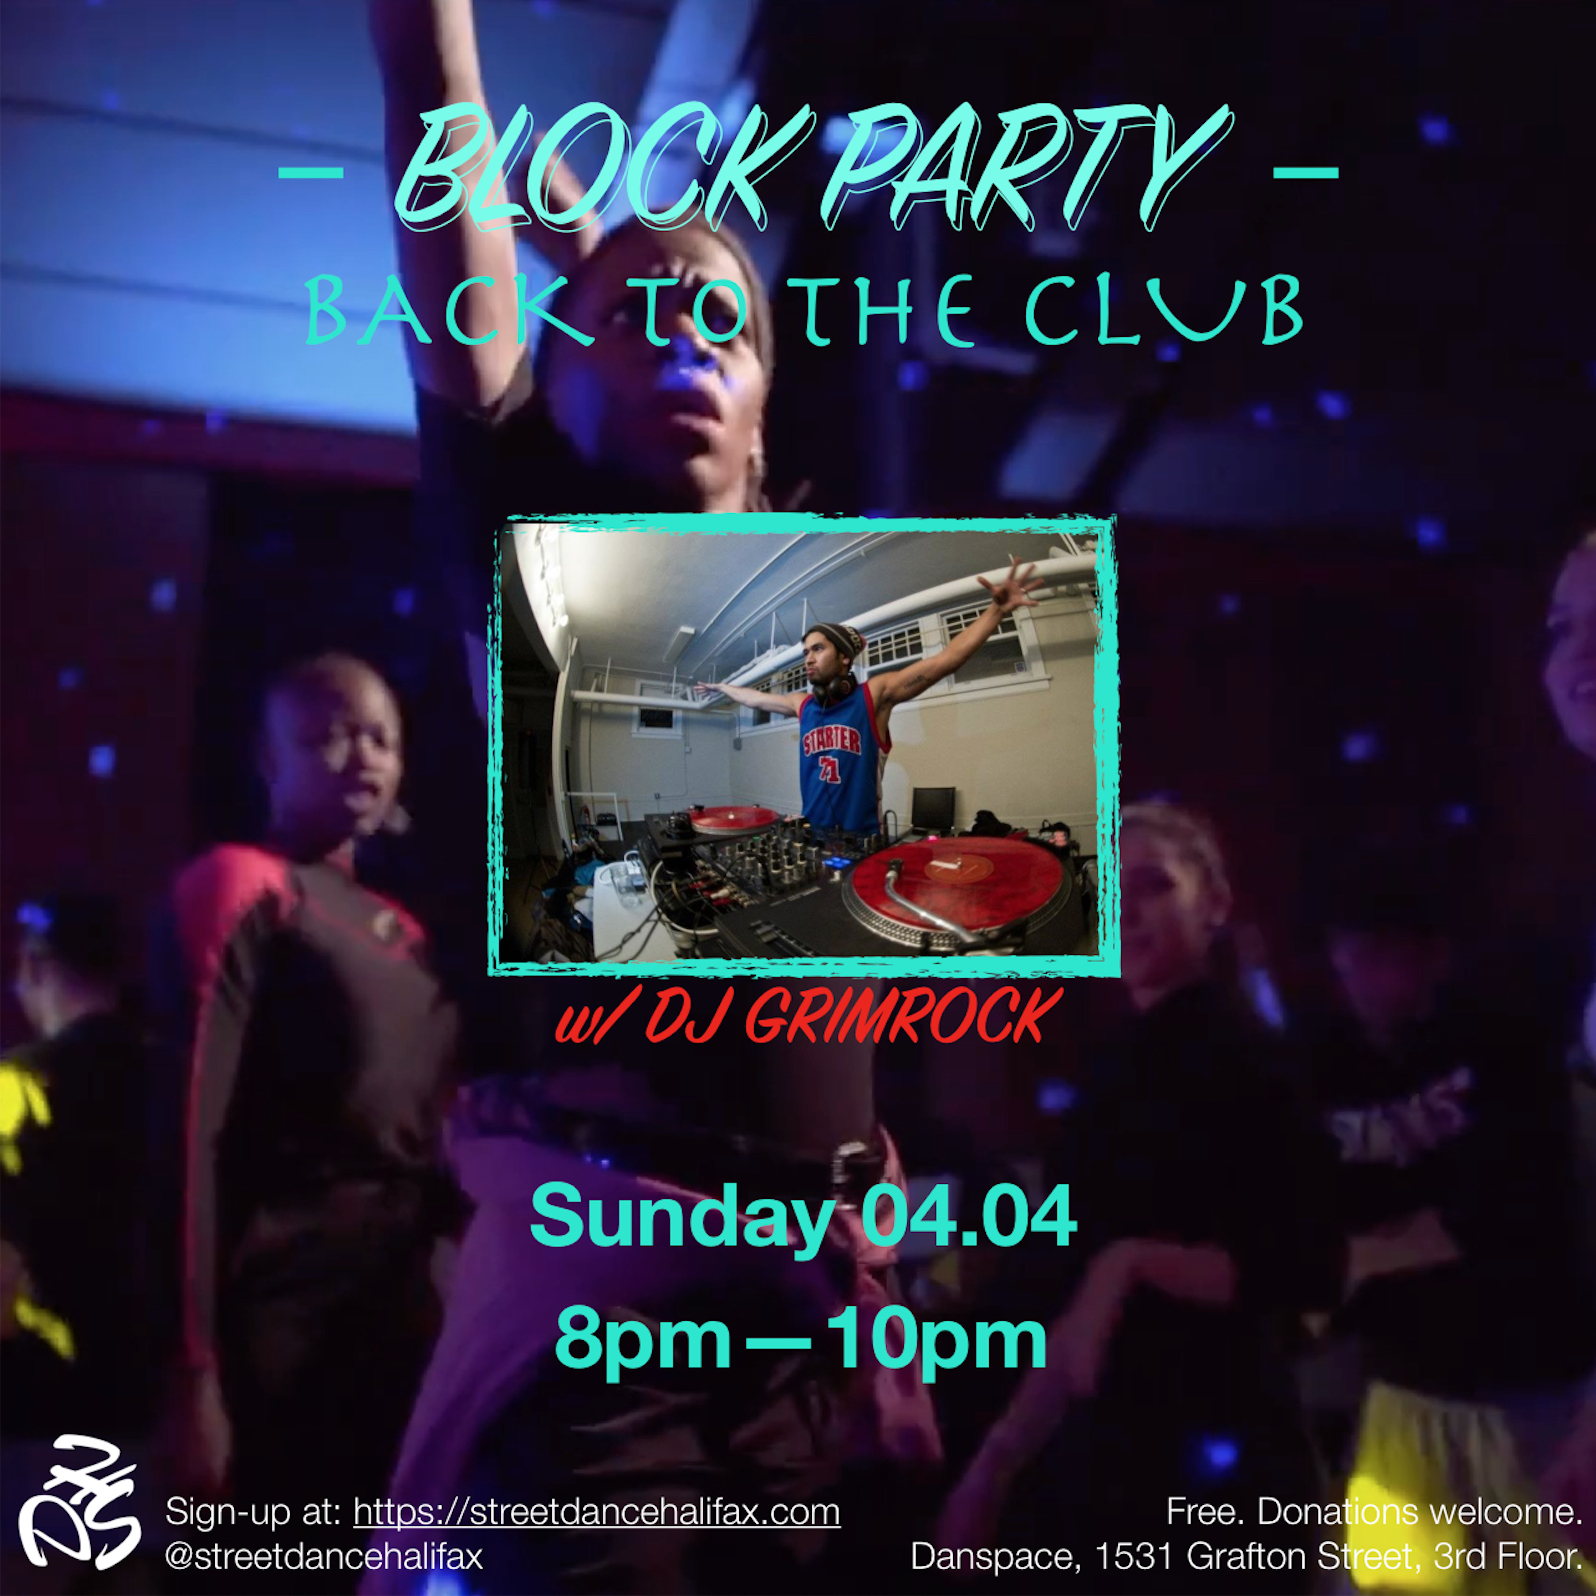 – BLOCK PARTY –
BACK TO THE CLUB
STARTER
71
w/ DJ GRIMROCK
Sunday 04.04
8pm—10pm
Sign-up at: https://streetdancehalifax.com
@streetdancehalifax
Free. Donations welcome.
Danspace, 1531 Grafton Street, 3rd Floor.